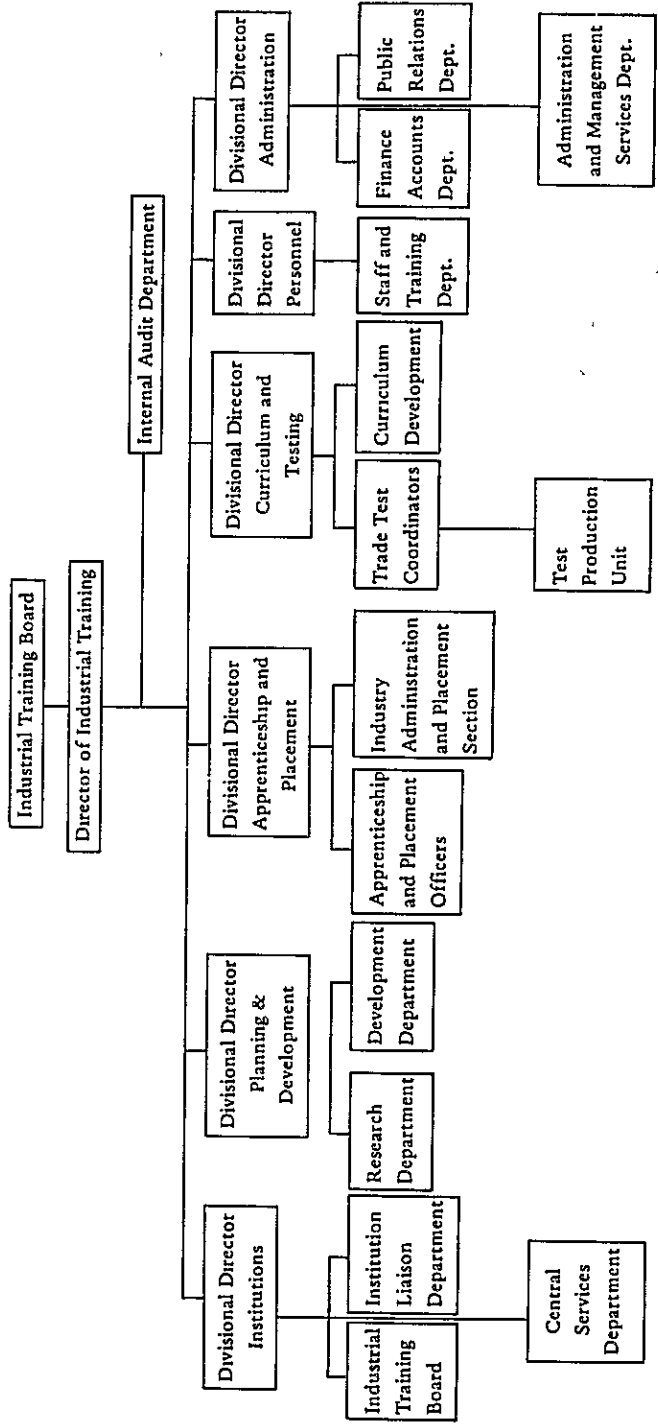 Industrial Training Board
Director of Industrial Training
Internal Audit Department
Divisional Director
Institutions
Divisional Director
Planning &
Development
Divisional Director
Apprenticeship and
Placement
Divisional Director
Curriculum and
Testing
Divisional
Director
Personnel
Divisional Director
Administration
Industrial
Training
Board
Institution
Liaison
Department
Research
Department
Development
Department
Apprenticeship
and Placement
Officers
Industry
Administration
and Placement
Section
Trade Test
Coordinators
Curriculum
Development
Staff and
Training
Dept.
Finance
Accounts
Dept.
Public
Relations
Dept.
Central
Services
Department
Test
Production
Unit
Administration
and Management
Services Dept.